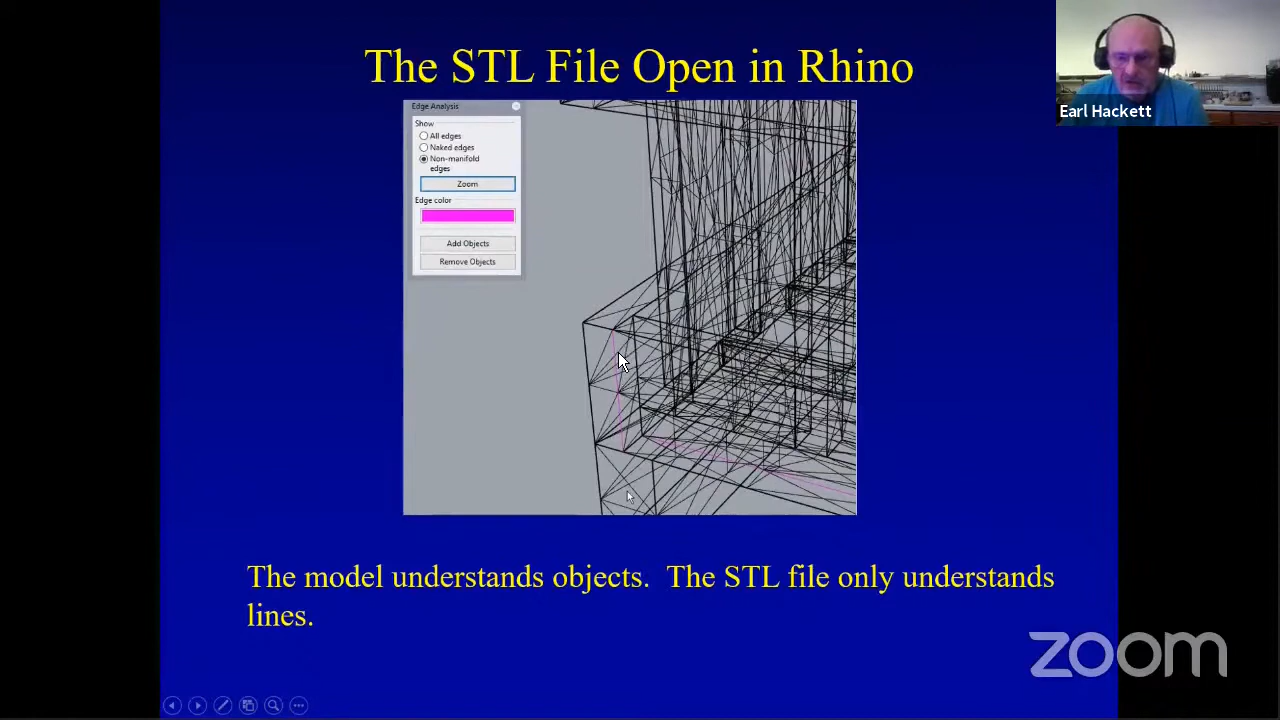 The STL File Open in Rhino
Earl Hackett
Edge Analysis
Show
All edges
Naked edges
Non-manifold
edges
Zoom
Edge color
Add Objects
Remove Objects
The model understands objects.  The STL file only understands
lines.
zoom